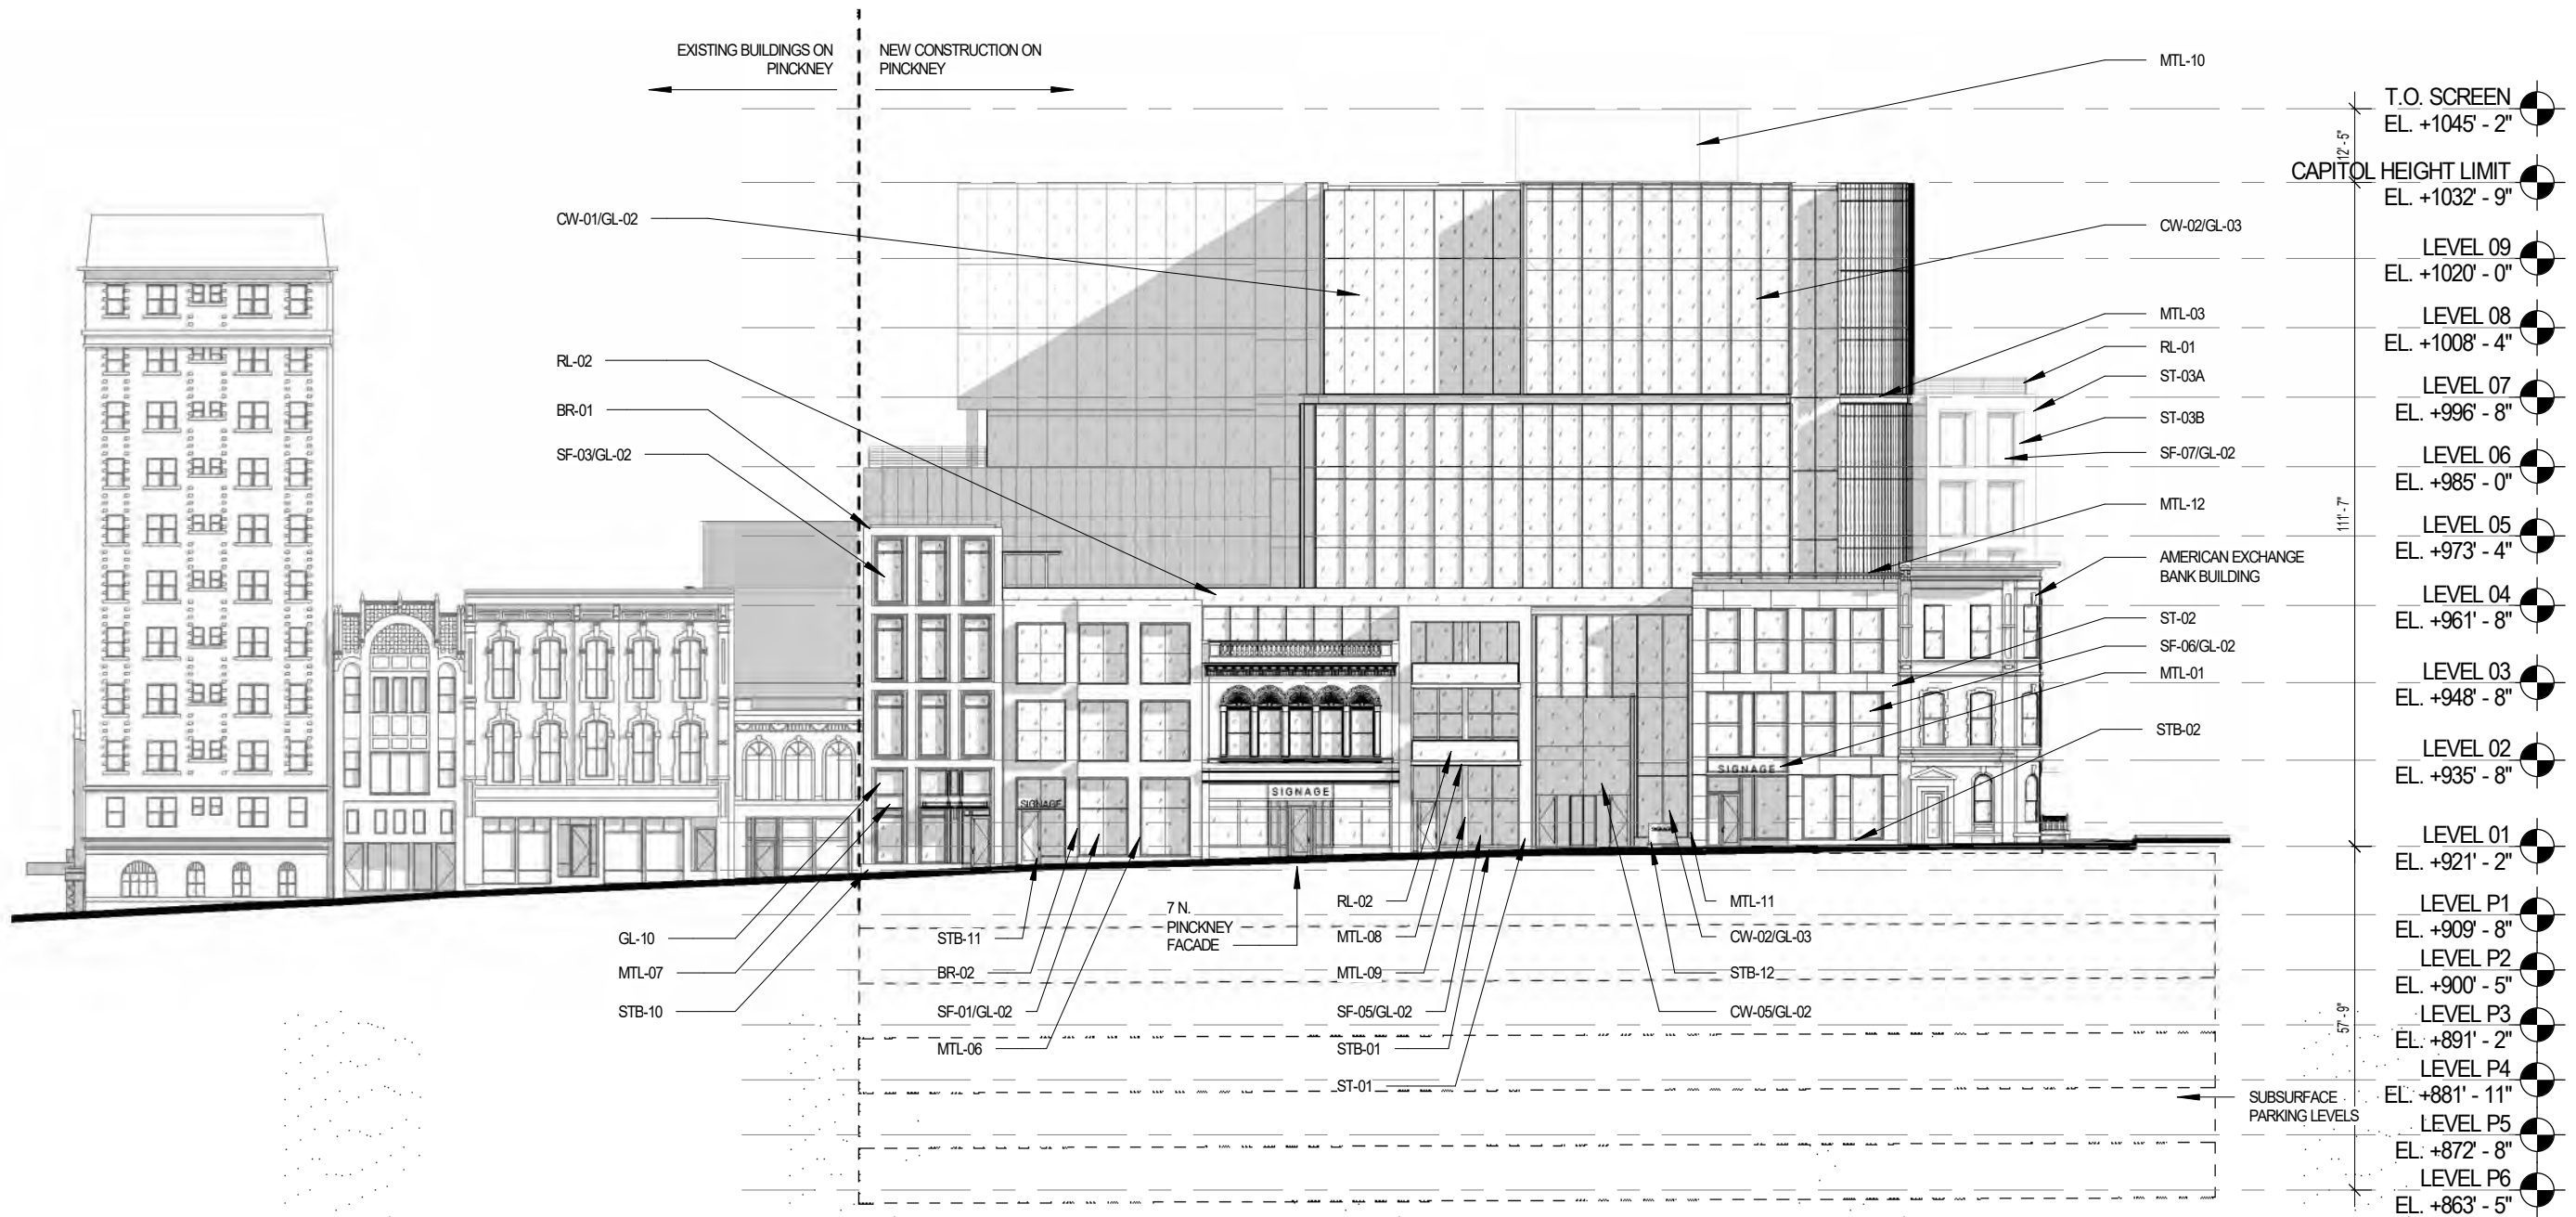 EXISTING BUILDINGS ON
PINCKNEY
NEW CONSTRUCTION ON
PINCKNEY
CW-01/GL-02
RL-02
BR-01
SF-03/GL-02
MTL-10
CW-02/GL-03
MTL-03
RL-01
ST-03A
ST-03B
SF-07/GL-02
MTL-12
AMERICAN EXCHANGE
BANK BUILDING
ST-02
SF-06/GL-02
MTL-01
STB-02
T.O. SCREEN
EL. +1045' - 2"
CAPITOL HEIGHT LIMIT
EL. +1032' - 9"
LEVEL 09
EL. +1020' - 0"
LEVEL 08
EL. +1008' - 4"
LEVEL 07
EL. +996' - 8"
LEVEL 06
EL. +985' - 0"
LEVEL 05
EL. +973' - 4"
LEVEL 04
EL. +961' - 8"
LEVEL 03
EL. +948' - 8"
LEVEL 02
EL. +935' - 8"
LEVEL 01
EL. +921' - 2"
LEVEL P1
EL. +909' - 8"
LEVEL P2
EL. +900' - 5"
LEVEL P3
EL. +891' - 2"
LEVEL P4
EL. +881' - 11"
LEVEL P5
EL. +872' - 8"
LEVEL P6
EL. +863' - 5"
12' - 5"
111' - 7"
57' - 9"
SIGNAGE
SIGNAGE
SIGNAGE
GL-10
MTL-07
STB-10
STB-11
BR-02
SF-01/GL-02
MTL-06
7 N.
PINCKNEY
FACADE
RL-02
MTL-08
MTL-09
SF-05/GL-02
STB-01
ST-01
MTL-11
CW-02/GL-03
STB-12
CW-05/GL-02
SUBSURFACE
PARKING LEVELS